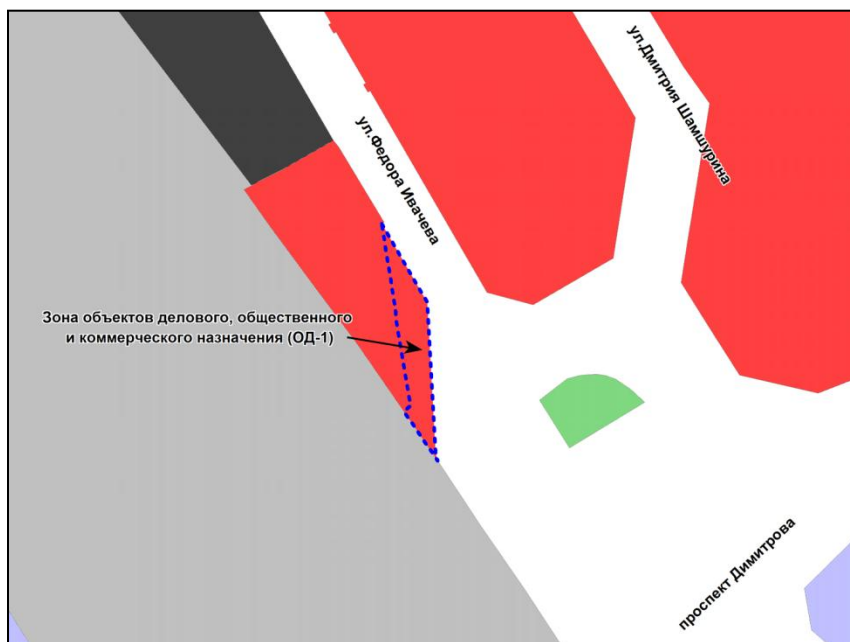 ул.Дмитрия Шамшурина
ул.Федора Ивачева
Зона объектов делового, общественного
и коммерческого назначения (ОД-1)
проспект Димитрова